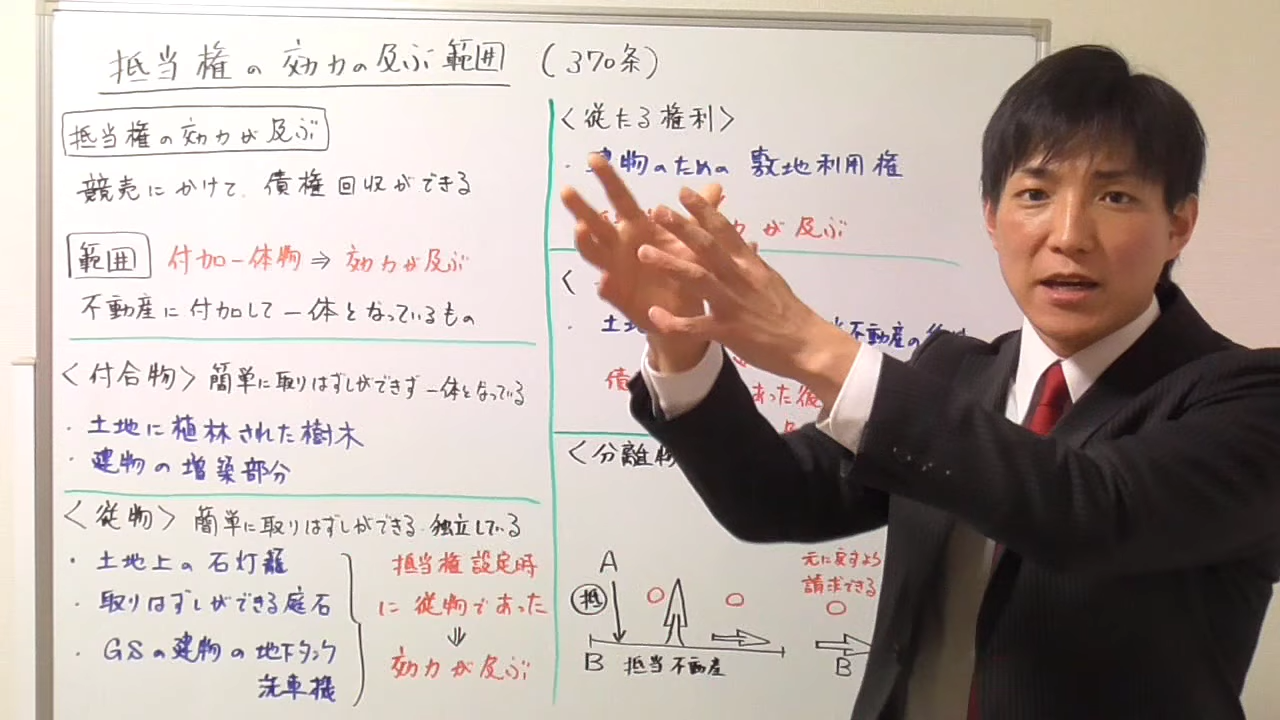 抵当権の効力の及ぶ範囲 (370条)
抵当権の効力が及ぶ
競売にかけて、債権回収ができる
範囲 付加一体物⇒ 効力が及ぶ
不動産に付加して一体となっているもの
〈付合物〉簡単に取りはずしができず一体となっている
・土地に植林された樹木
・建物の増築部分
〈従物〉簡単に取りはずしができる・独立している
・土地上の石灯籠
・取りはずしができる庭石
・GSの建物の地下タンク
洗車機
抵当権設定時
に従物であった
⇓
効力が及ぶ
〈従たる権利〉
・建物のための敷地利用権
が及ぶ
〈
・土地
不動産の
債
あった後
〈分離物
A
抵
B 抵当不動産
元に戻すよう
請求できる
B